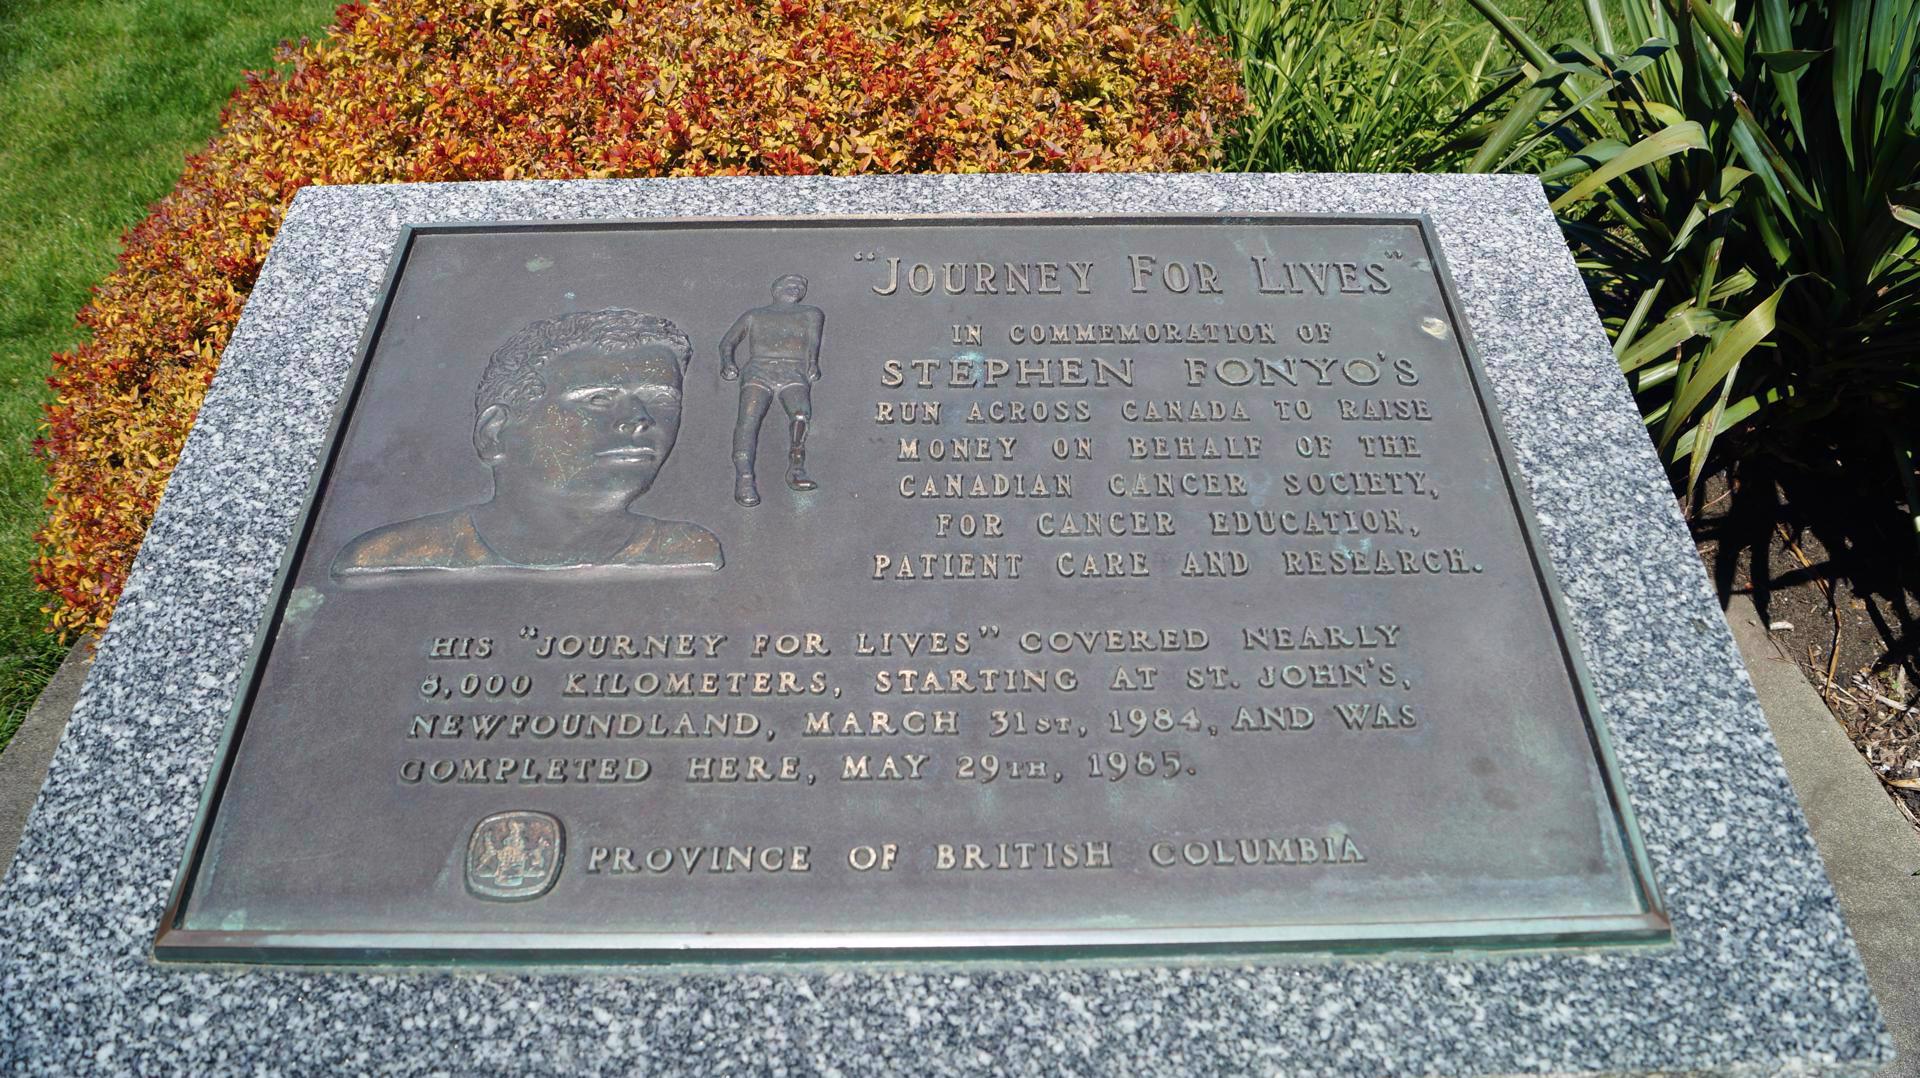 "JOURNEY FOR LIVES"
IN COMMEMORATION OF
STEPHEN FONYO'S
RUN ACROSS CANADA TO RAISE
MONEY ON BEHALF OF THE
CANADIAN CANCER SOCIETY,
FOR CANCER EDUCATION,
PATIENT CARE AND RESEARCH.
HIS "JOURNEY FOR LIVES" COVERED NEARLY
8,000 KILOMETERS, STARTING AT ST. JOHN'S,
NEWFOUNDLAND, MARCH 31ST, 1984, AND WAS
COMPLETED HERE, MAY 29TH, 1985.
PROVINCE OF BRITISH COLUMBIA